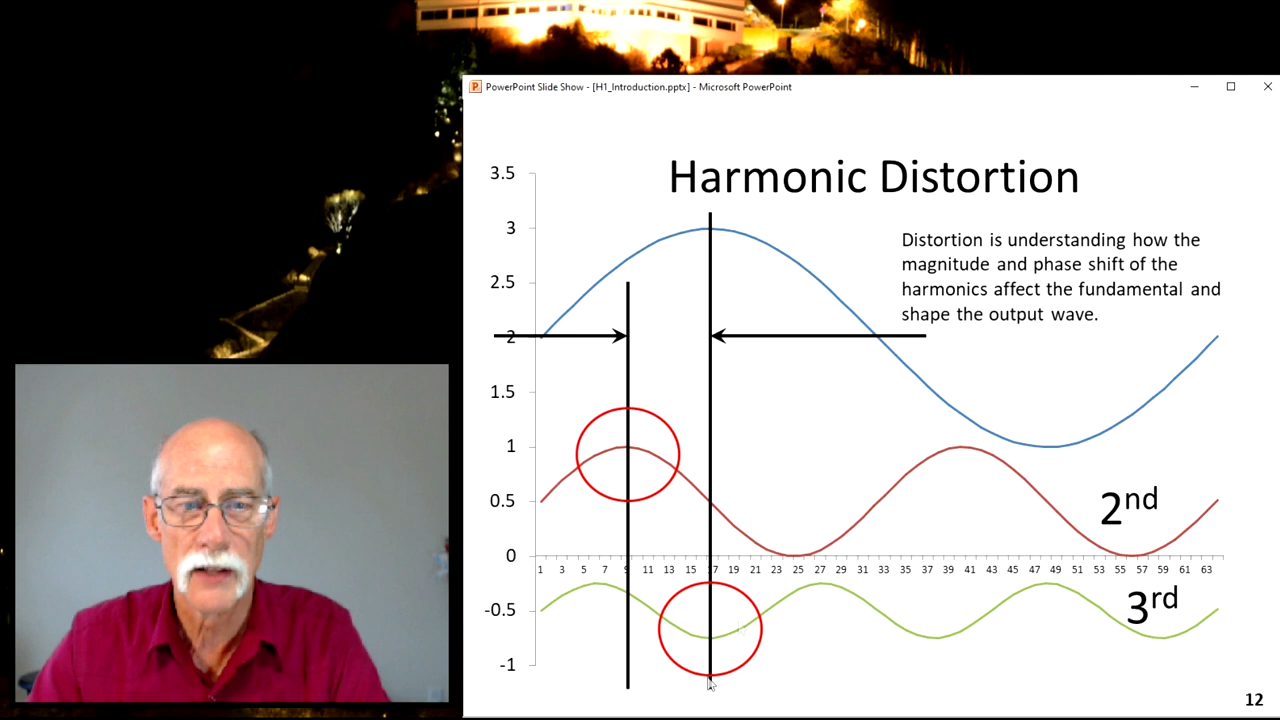 PowerPoint Slide Show - [H1_Introduction.pptx] - Microsoft PowerPoint
Harmonic Distortion
Distortion is understanding how the
magnitude and phase shift of the
harmonics affect the fundamental and
shape the output wave.
3.5
3
2.5
2
1.5
1
0.5
0
-0.5
-1
1 3 5 7 9 11 13 15 17 19 21 23 25 27 29 31 33 35 37 39 41 43 45 47 49 51 53 55 57 59 61 63
2nd
3rd
12